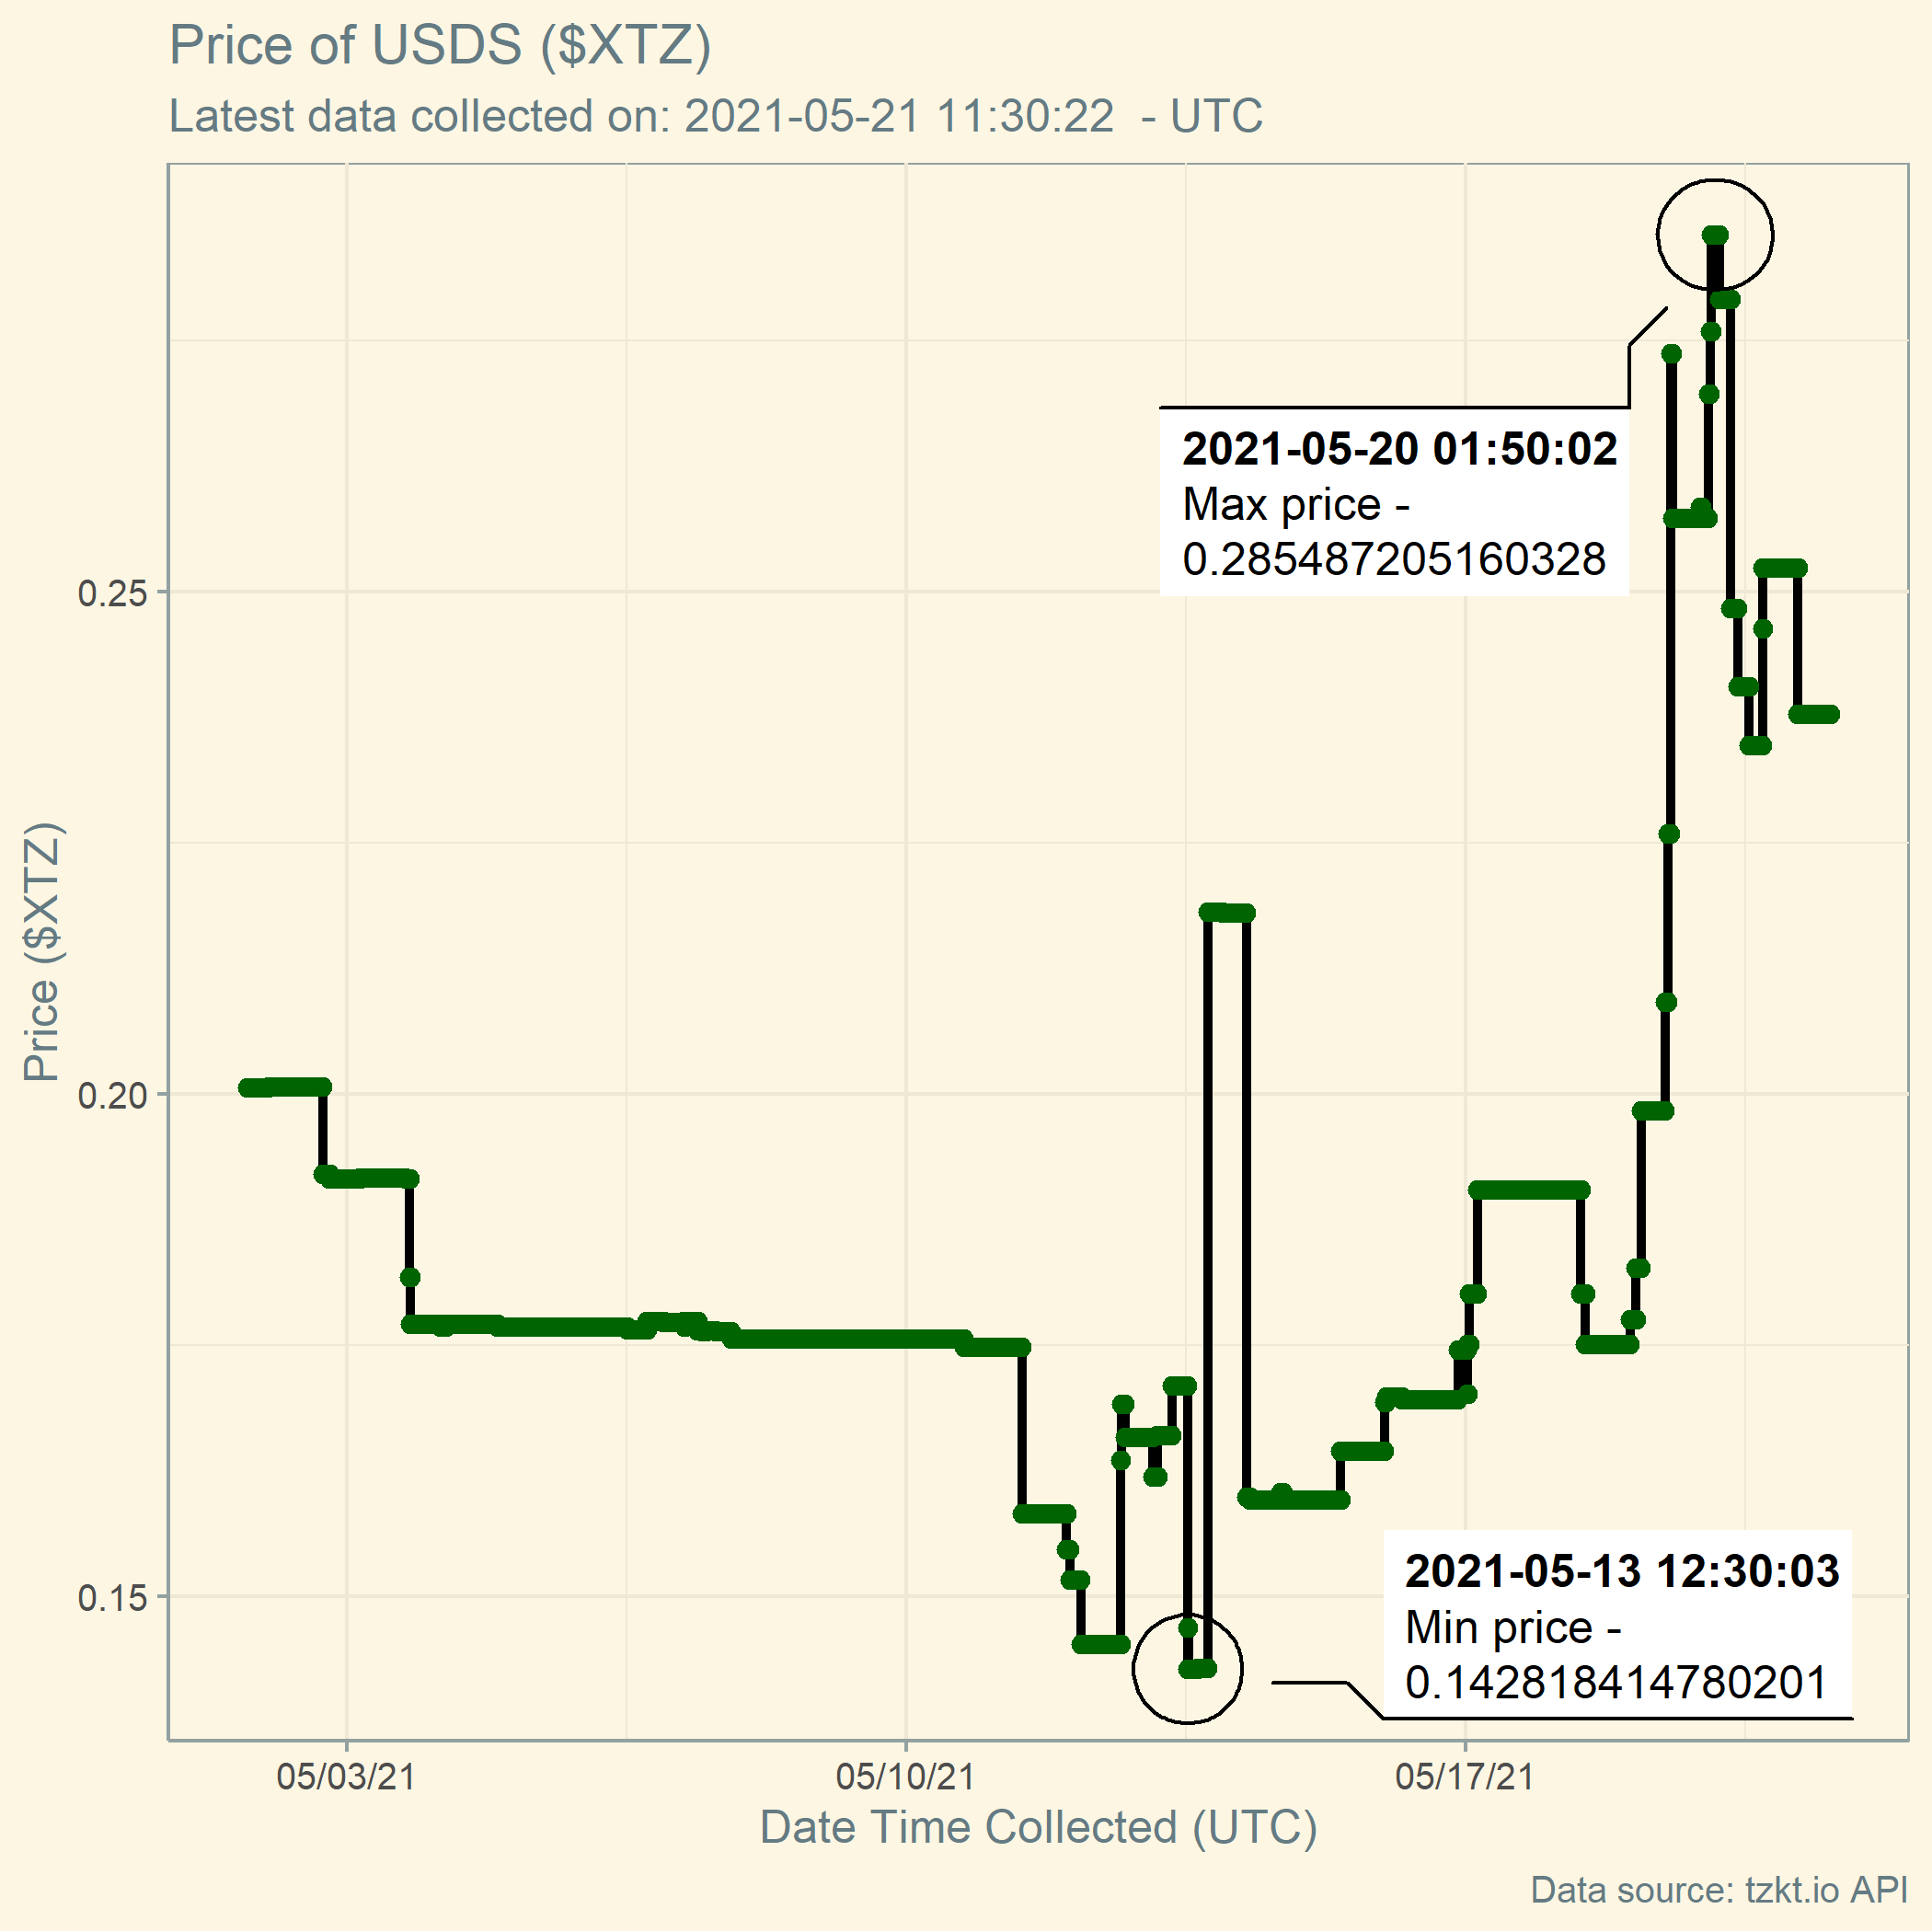 Price of USDS ($XTZ)
Latest data collected on: 2021-05-21 11:30:22  - UTC
2021-05-20 01:50:02
Max price -
0.285487205160328
0.25
Price ($XTZ)
0.20
0.15
2021-05-13 12:30:03
Min price -
0.142818414780201
05/03/21
05/10/21
05/17/21
Date Time Collected (UTC)
Data source: tzkt.io API